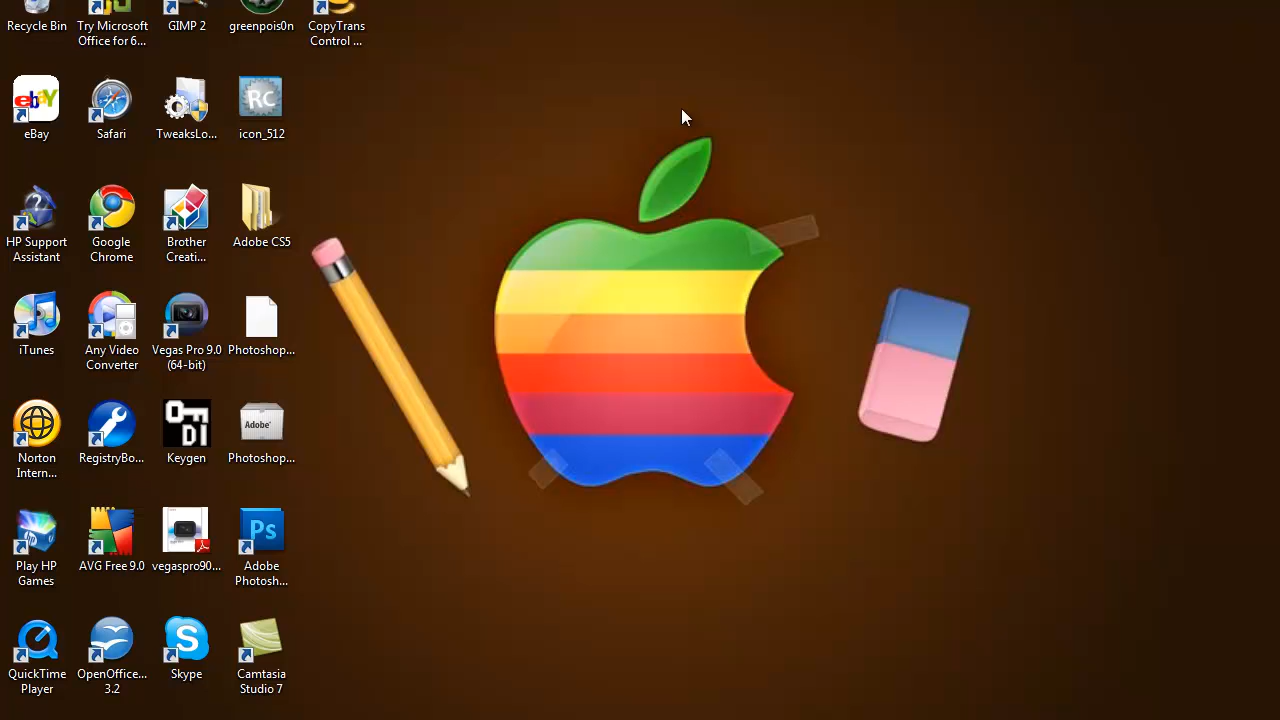 Recycle Bin
Try Microsoft
Office for 6...
GIMP 2
greenpois0n
CopyTrans
Control ...
ebaY
eBay
Safari
TweaksLo...
RC
icon_512
HP Support
Assistant
Google
Chrome
Brother
Creati...
Adobe CS5
iTunes
Any Video
Converter
Vegas Pro 9.0
(64-bit)
Photoshop...
Norton
Intern...
RegistryBo...
Keygen
Adobe'
Photoshop...
Play HP
Games
AVG Free 9.0
vegaspro90...
Ps
Adobe
Photosh...
QuickTime
Player
OpenOffice...
3.2
S
Skype
Camtasia
Studio 7